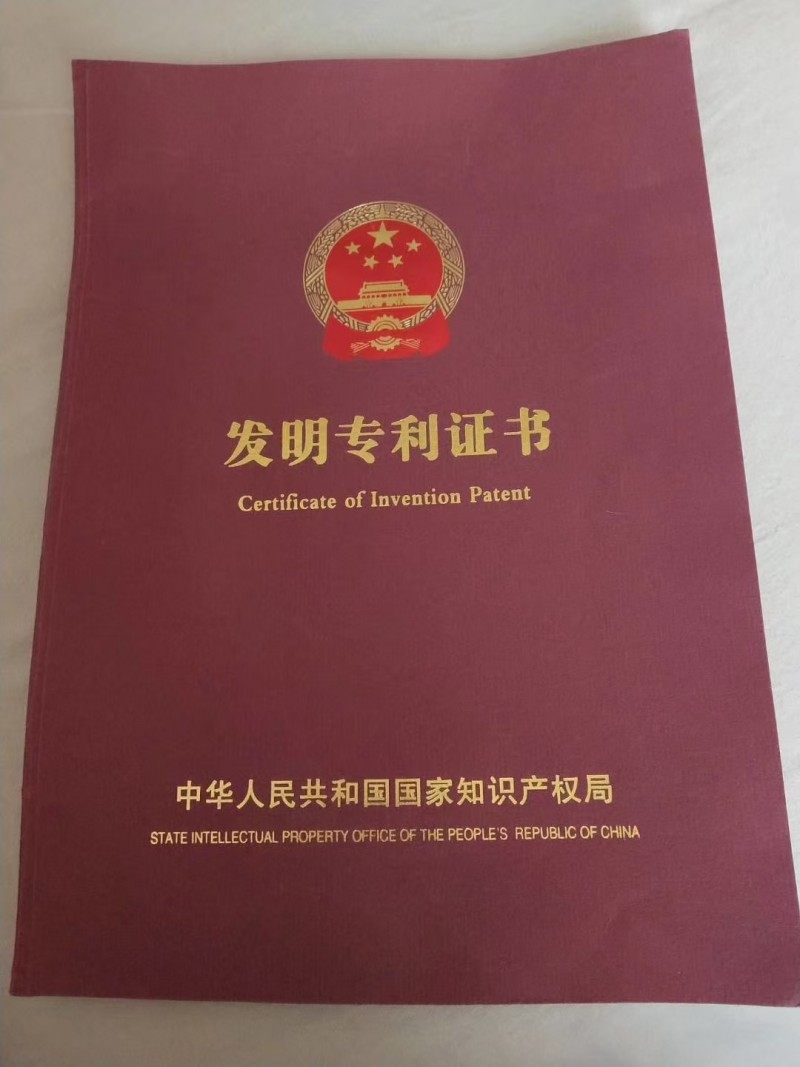 发明专利证书
Certificate of Invention Patent
中华人民共和国国家知识产权局
STATE INTELLECTUAL PROPERTY OFFICE OF THE PEOPLE'S REPUBLIC OF CHINA